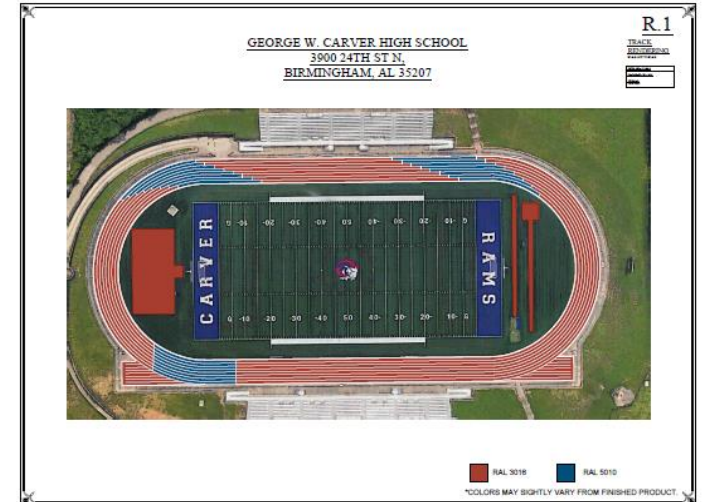 R.1
TRACK
RENDERING
GEORGE W. CARVER HIGH SCHOOL
3900 24TH ST N,
BIRMINGHAM, AL 35207
G 10 20 30 40 50 40 30 20 10 G
CARVER
RAMS
G 10 20 30 40 50 40 30 20 10 G
RAL 3016
RAL 5010
*COLORS MAY SIGHTLY VARY FROM FINISHED PRODUCT.